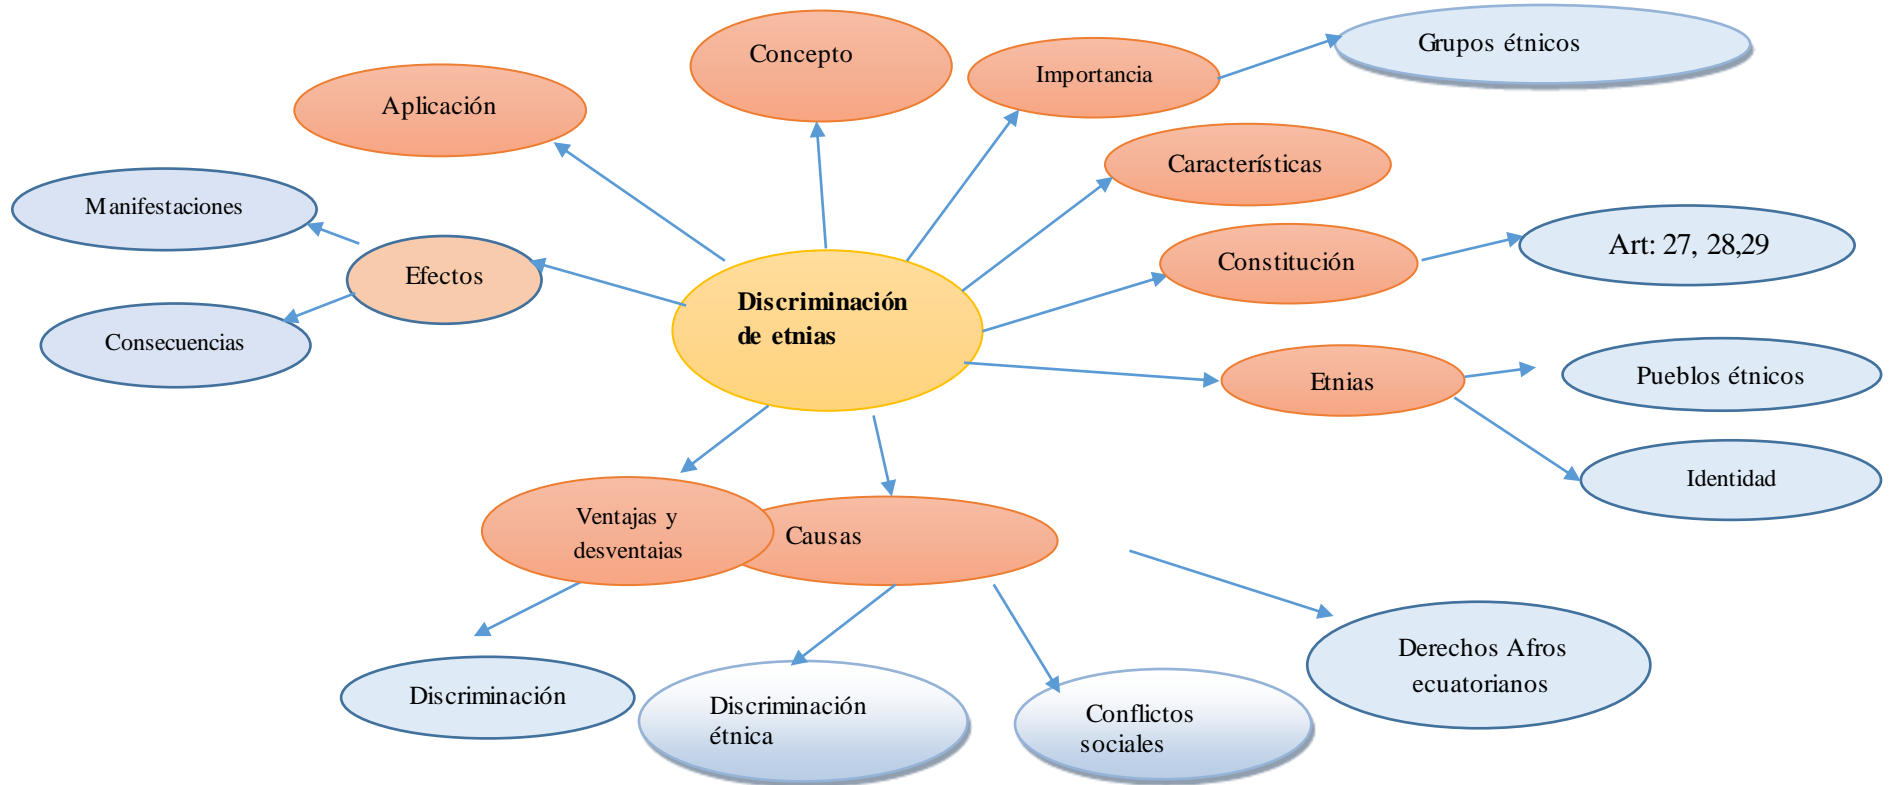 Grupos étnicos
Concepto
Importancia
Aplicación
Características
Manifestaciones
Art: 27, 28,29
Constitución
Efectos
Discriminación
de etnias
Consecuencias
Etnias
Pueblos étnicos
Identidad
Ventajas y
desventajas
Causas
Derechos Afros
ecuatorianos
Discriminación
Discriminación
étnica
Conflictos
sociales